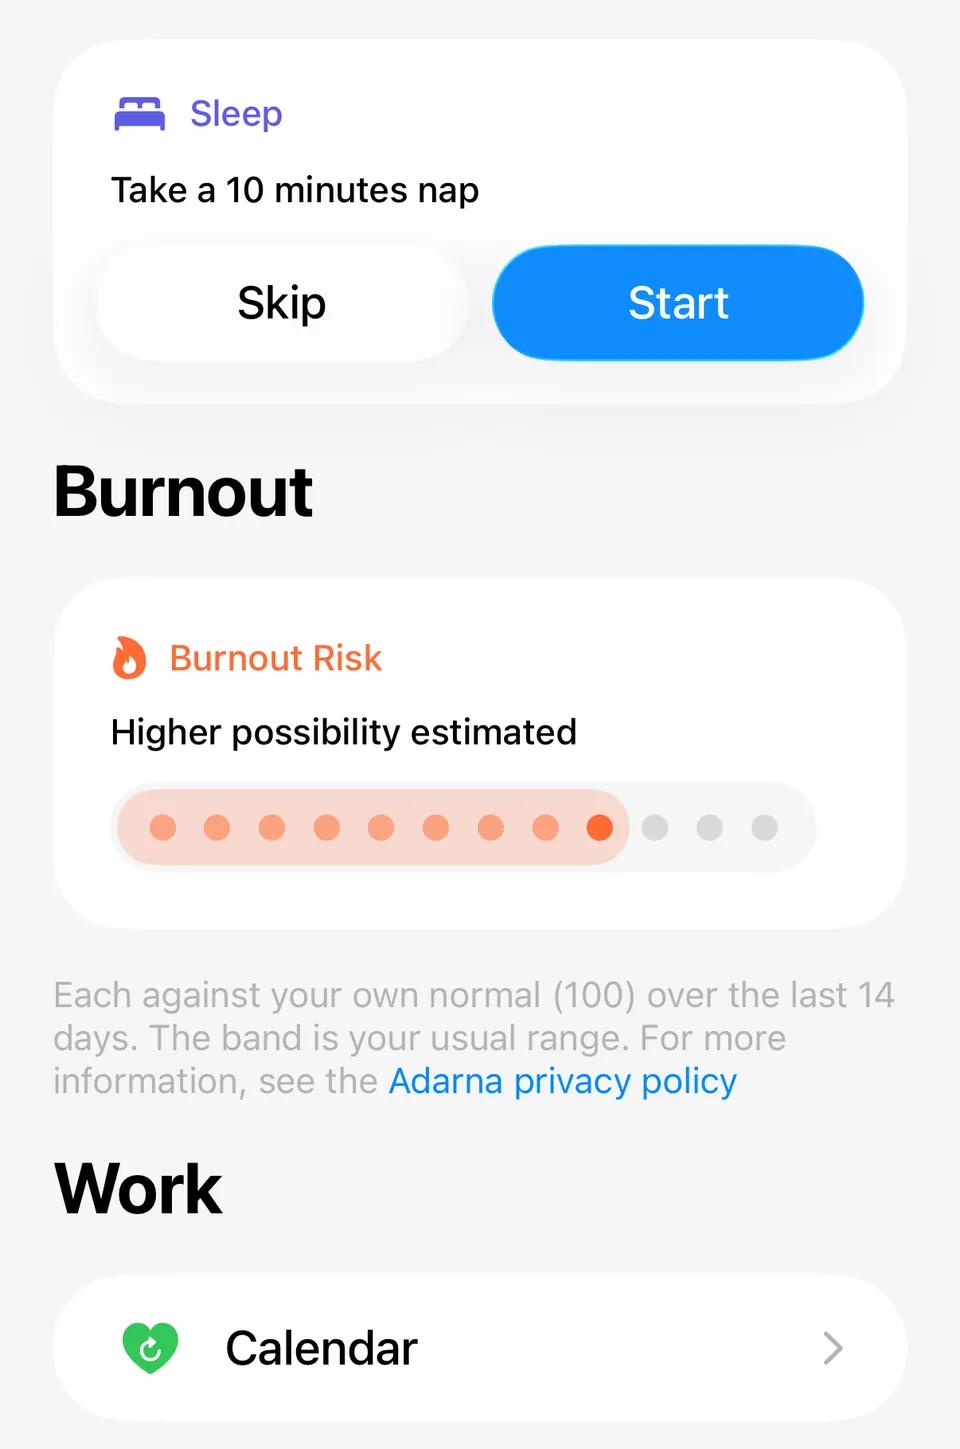 Sleep
Take a 10 minutes nap
Skip
Start
Burnout
Burnout Risk
Higher possibility estimated
Each against your own normal (100) over the last 14
days. The band is your usual range. For more
information, see the Adarna privacy policy
Work
Calendar